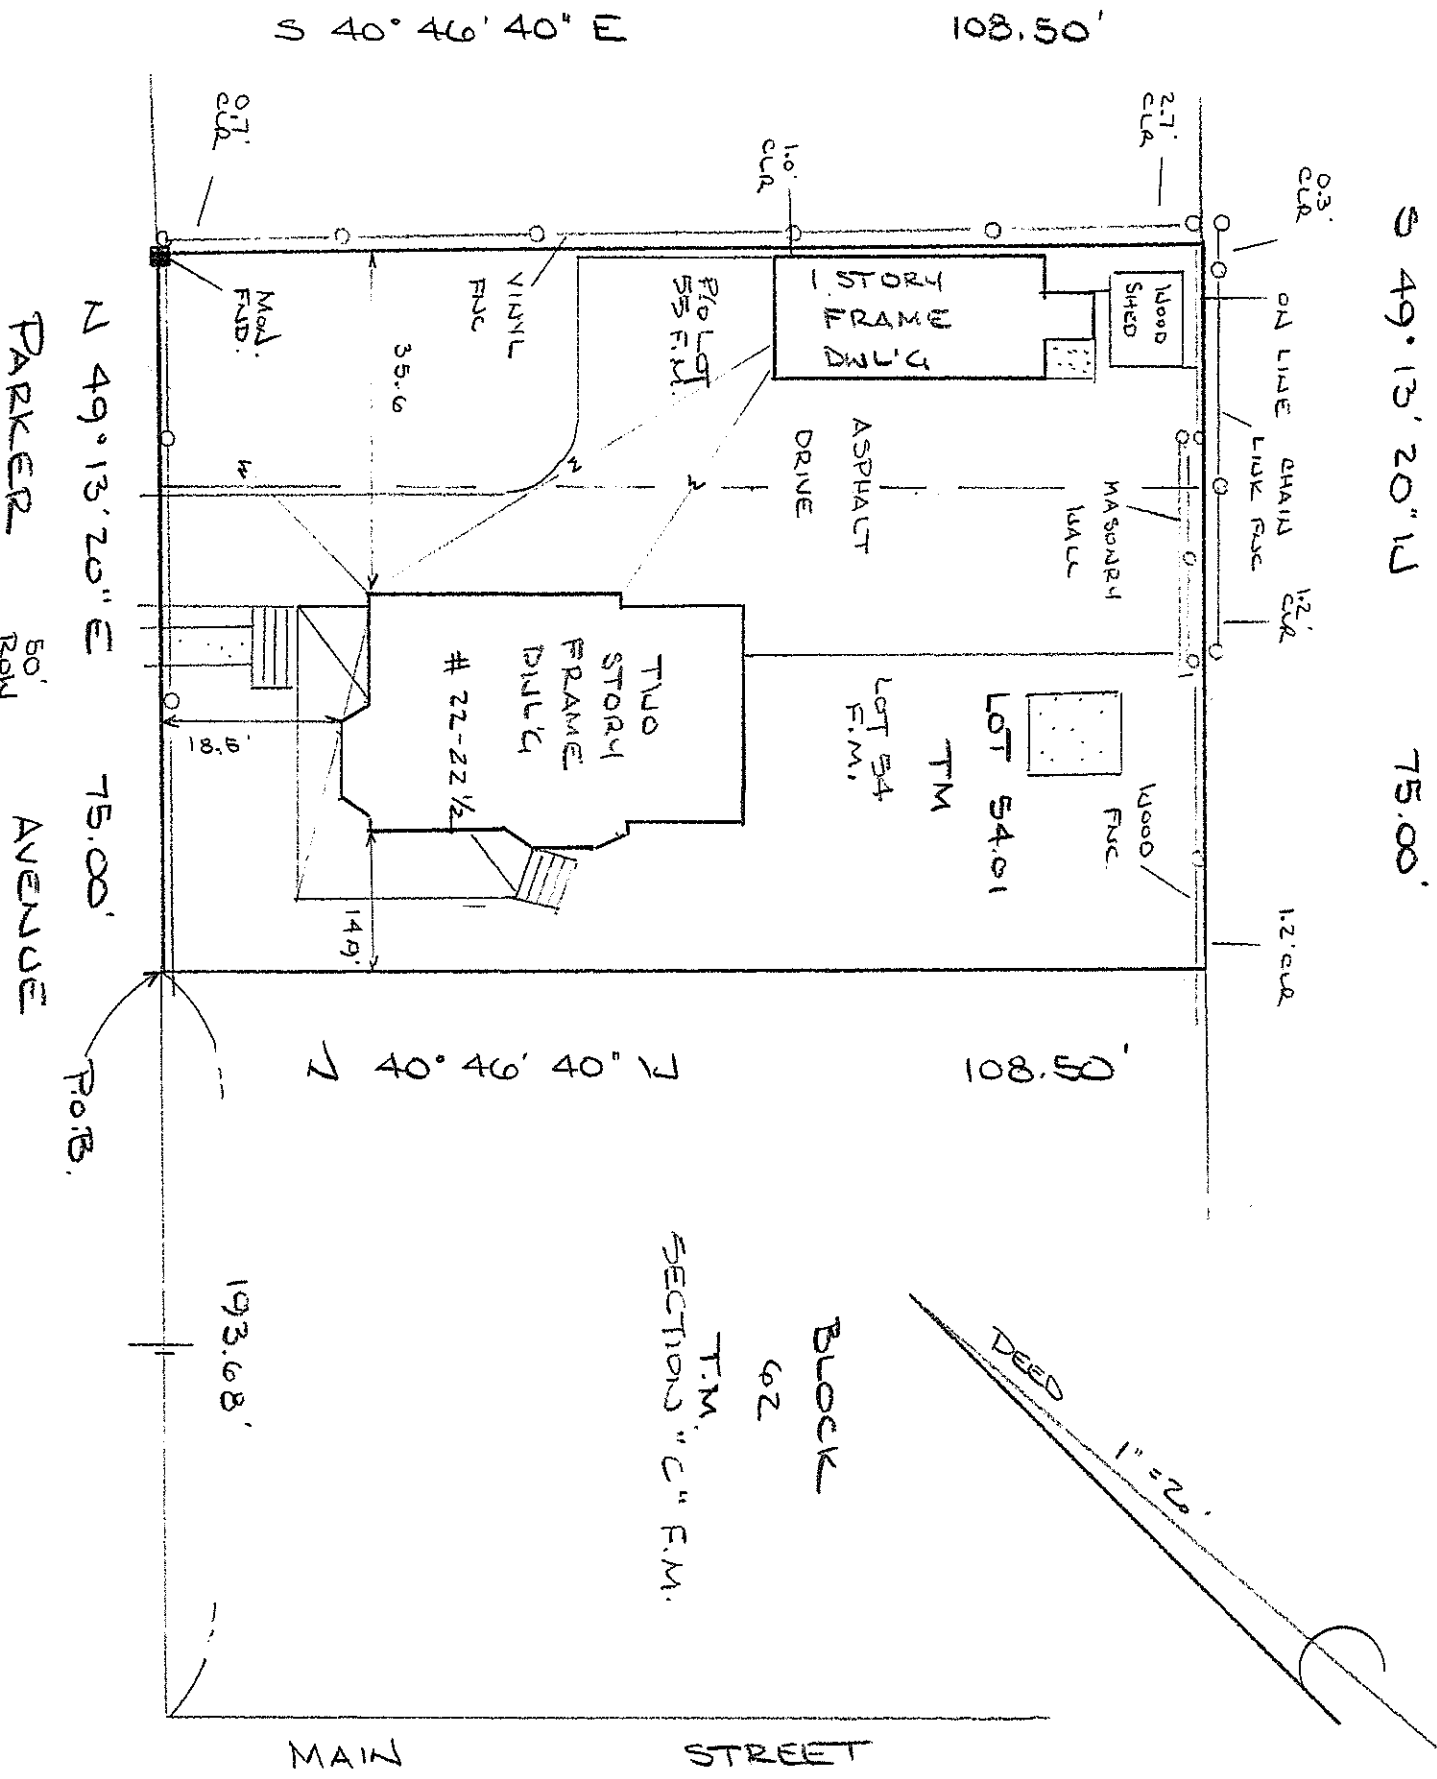 S 40° 46' 40" E
108.50'
0.7'
CLR
1.0'
CLR
2.7'
CLR
0.3'
CLR
S 49° 13' 20" W
75.00'
ON LINE CHAIN
LINK FNC
1.2'
CLR
1.2' CLR
MON.
FND.
VINYL
FNC
35.6
P/O LOT
55 F.M.
1. STORY
FRAME
DWL'G
WOOD
SHED
ASPHALT
DRIVE
MASONRY
WALL
TWO
STORY
FRAME
DWL'G
# 22-22 1/2
18.5'
14.9'
LOT 54.01
TM
LOT 54
F.M.
WOOD
FNC
N 49° 13' 20" E
75.00'
PARKER
50'
ROW
AVENUE
P.O.B.
N 40° 46' 40" W
108.50'
193.68'
BLOCK
62
T.M.
SECTION "C" F.M.
DEED
1" = 20'
MAIN STREET